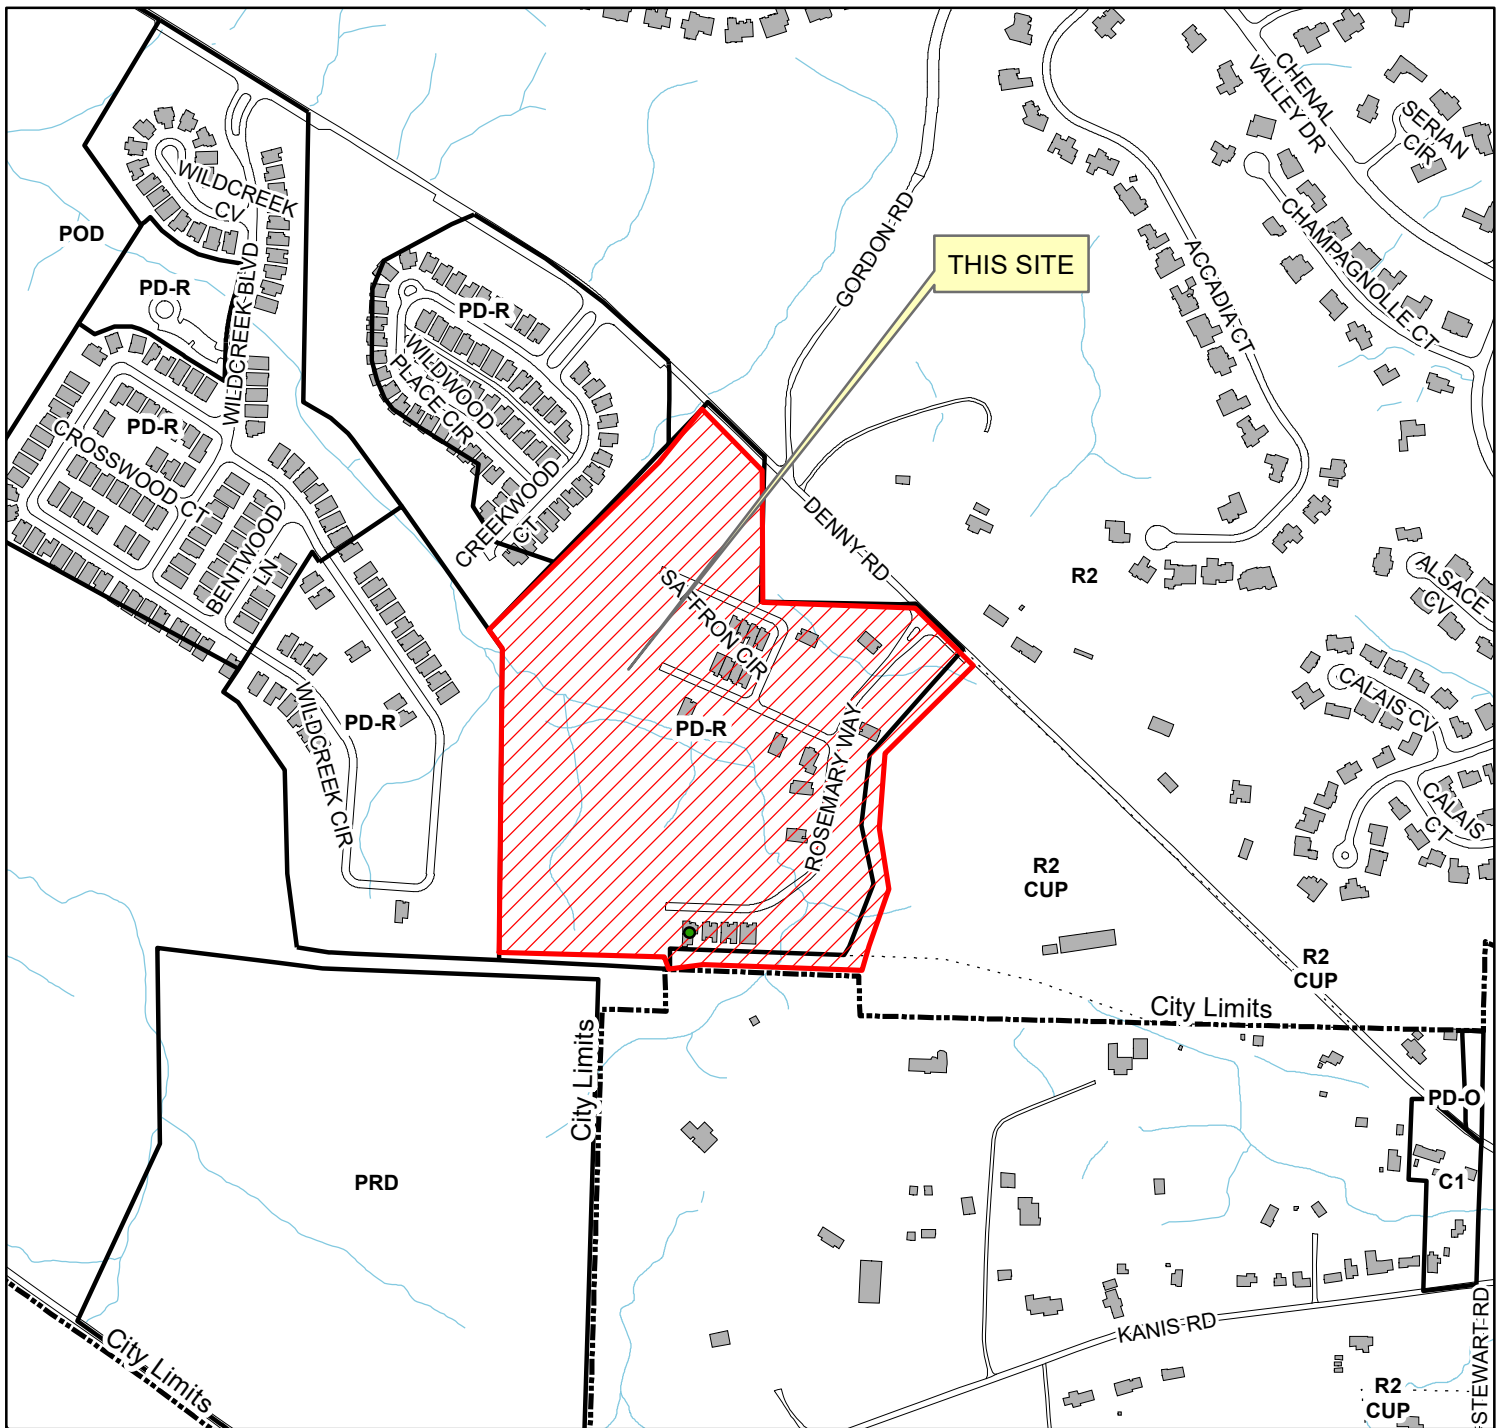 CHENAL
VALLEY DR
SERIAN
CIR
WILDCREEK
CV
POD
WILDCREEK BLVD
PD-R
GORDON RD
THIS SITE
ACCADIA CT
CHAMPAGNOLLE CT
PD-R
WILDWOOD
PLACE CIR
PD-R
CROSSWOOD CT
CREEKWOOD
CT
BENTWOOD
LN
DENNY RD
R2
ALSACE
CV
SAFFRON CIR
CALAIS CV
PD-R
WILDCREEK CIR
PD-R
ROSEMARY WAY
CALAIS
CT
R2
CUP
R2
CUP
City Limits
City Limits
PD-O
PRD
C1
KANIS RD
City Limits
STEWART RD
R2
CUP